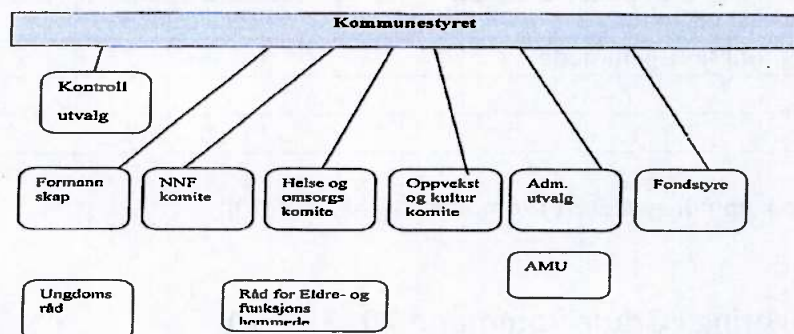 Kommunestyret
Kontroll
utvalg
Formann
skap
NNF
komite
Helse og
omsorgs
komite
Oppvekst
og kultur
komite
Adm.
utvalg
Fondstyre
AMU
Ungdoms
råd
Råd for Eldre- og
funksjons
hemmede